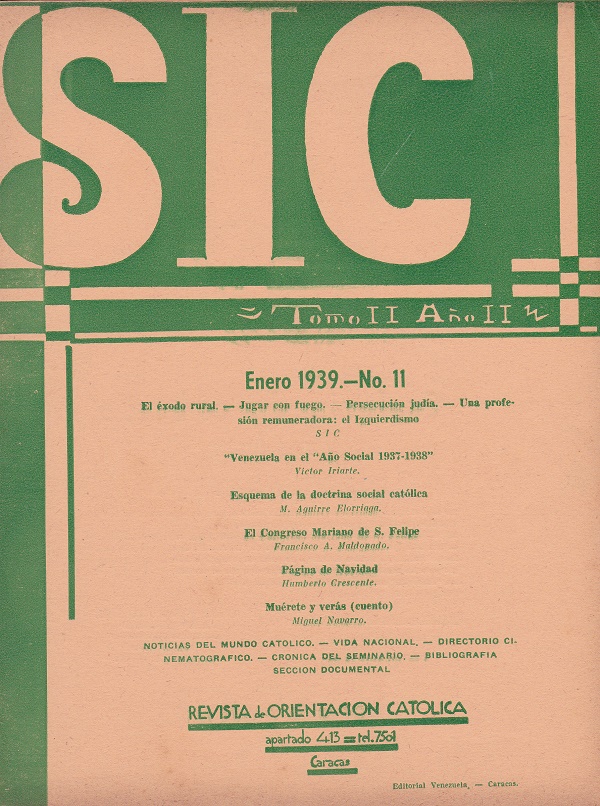 SIC
Tomo II Año II
Enero 1939.—No. 11
El éxodo rural. — Jugar con fuego. — Persecución judía. — Una profe-
sión remuneradora: el Izquierdismo
SIC
"Venezuela en el "Año Social 1937-1938"
Víctor Iriarte.
Esquema de la doctrina social católica
M. Aguirre Elorriaga.
El Congreso Mariano de S. Felipe
Francisco A. Maldonado.
Página de Navidad
Humberto Crescente.
Muérete y verás (cuento)
Miguel Navarro.
NOTICIAS DEL MUNDO CATOLICO. — VIDA NACIONAL. — DIRECTORIO CI-
NEMATOGRAFICO. — CRONICA DEL SEMINARIO. — BIBLIOGRAFIA
SECCION DOCUMENTAL
REVISTA de ORIENTACION CATOLICA
apartado 413 = tel. 7501
Caracas
Editorial Venezuela, — Caracas.